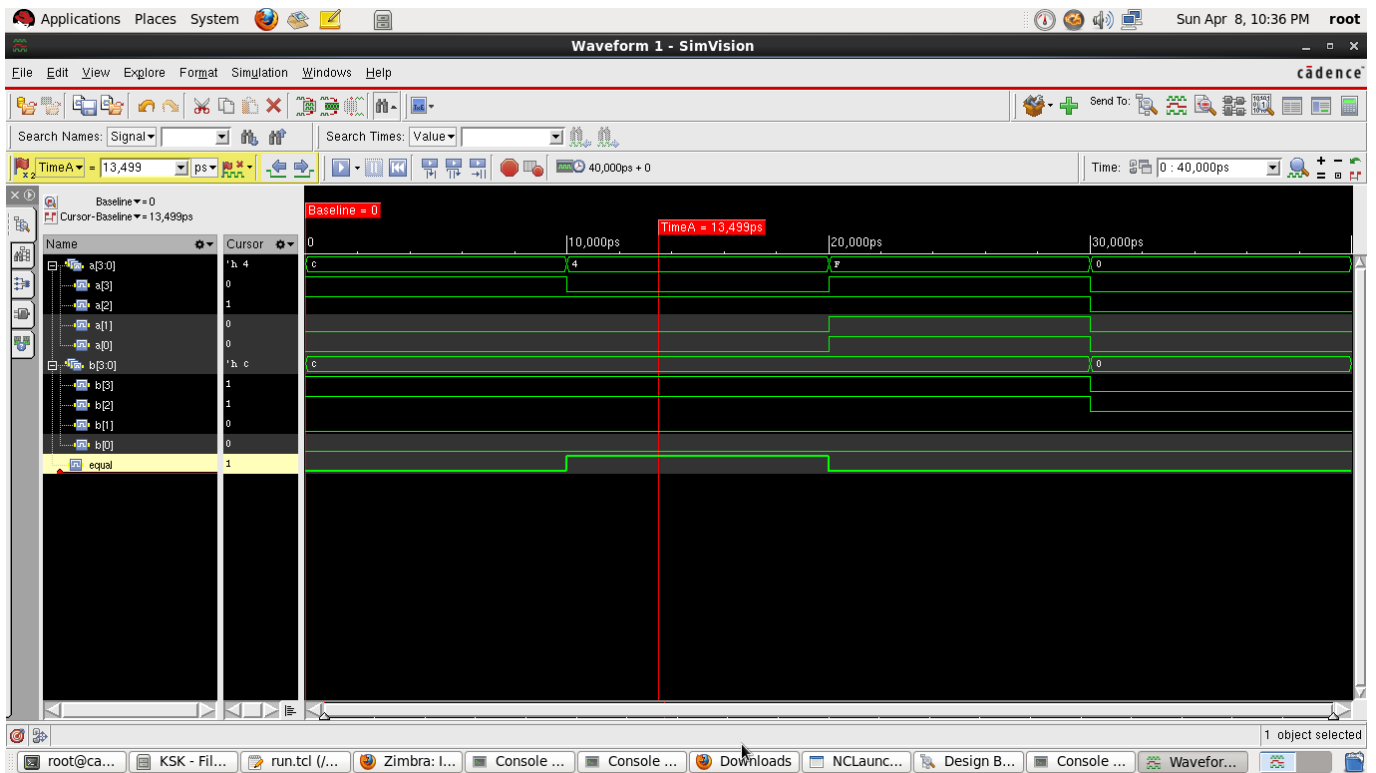 Applications Places System Sun Apr 8, 10:36 PM root
Waveform 1 - SimVision
File Edit View Explore Format Simulation Windows Help cādence
Send To:
Search Names: Signal Search Times: Value
TimeA = 13,499 ps 40,000ps + 0 Time: 0 : 40,000ps
x2
Baseline = 0
Cursor-Baseline = 13,499ps
Baseline = 0
TimeA = 13,499ps
Name Cursor 0 10,000ps 20,000ps 30,000ps
a[3:0] 'h 4 c 4 F 0
a[3] 0
a[2] 1
a[1] 0
a[0] 0
b[3:0] 'h c c 0
b[3] 1
b[2] 1
b[1] 0
b[0] 0
equal 1
1 object selected
root@ca... KSK - Fil... run.tcl (/... Zimbra: I... Console ... Console ... Downloads NCLaunc... Design B... Console ... Wavefor...